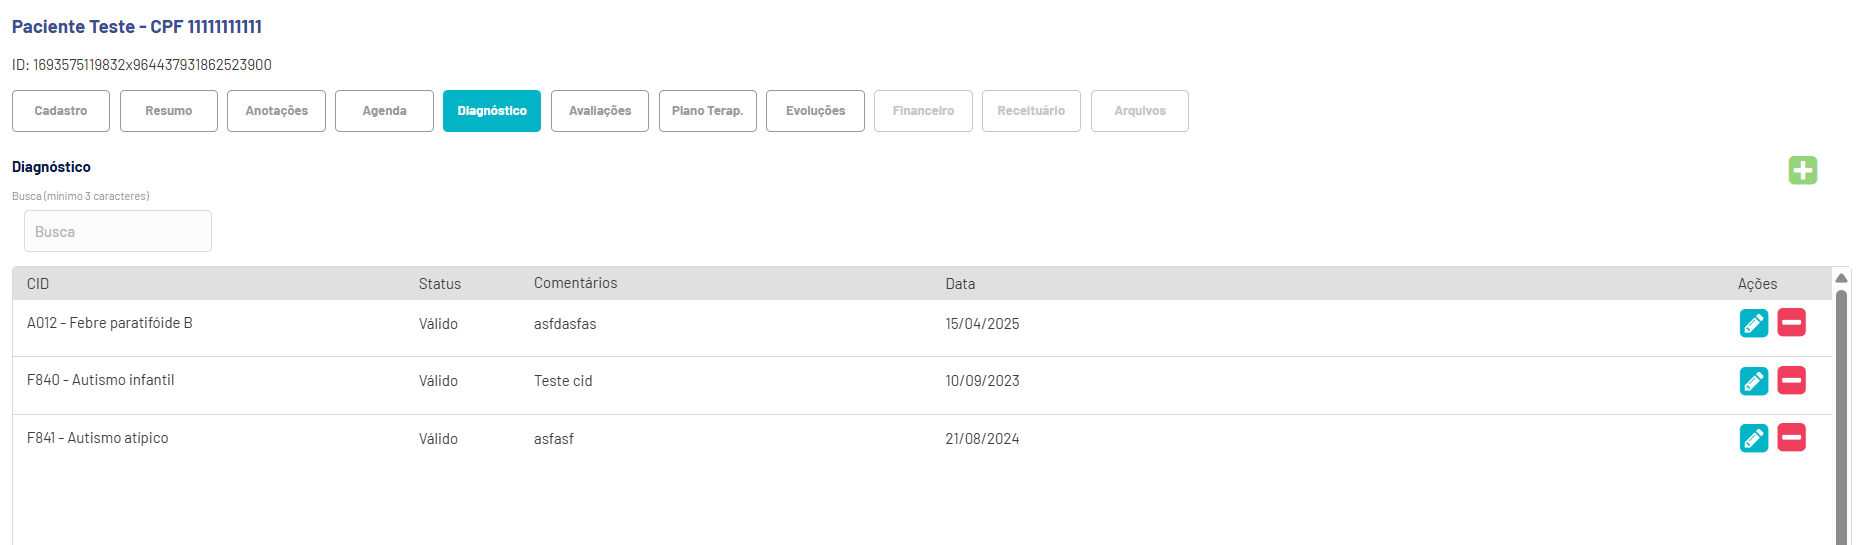 Paciente Teste - CPF 11111111111
ID: 1693575119832x964437931862523900
Cadastro Resumo Anotações Agenda Diagnóstico Avaliações Plano Terap. Evoluções Financeiro Receituário Arquivos
Diagnóstico
Busca (mínimo 3 caracteres)
Busca
CID Status Comentários Data Ações
A012 - Febre paratifóide B Válido asfdasfas 15/04/2025
F840 - Autismo infantil Válido Teste cid 10/09/2023
F841 - Autismo atípico Válido asfasf 21/08/2024